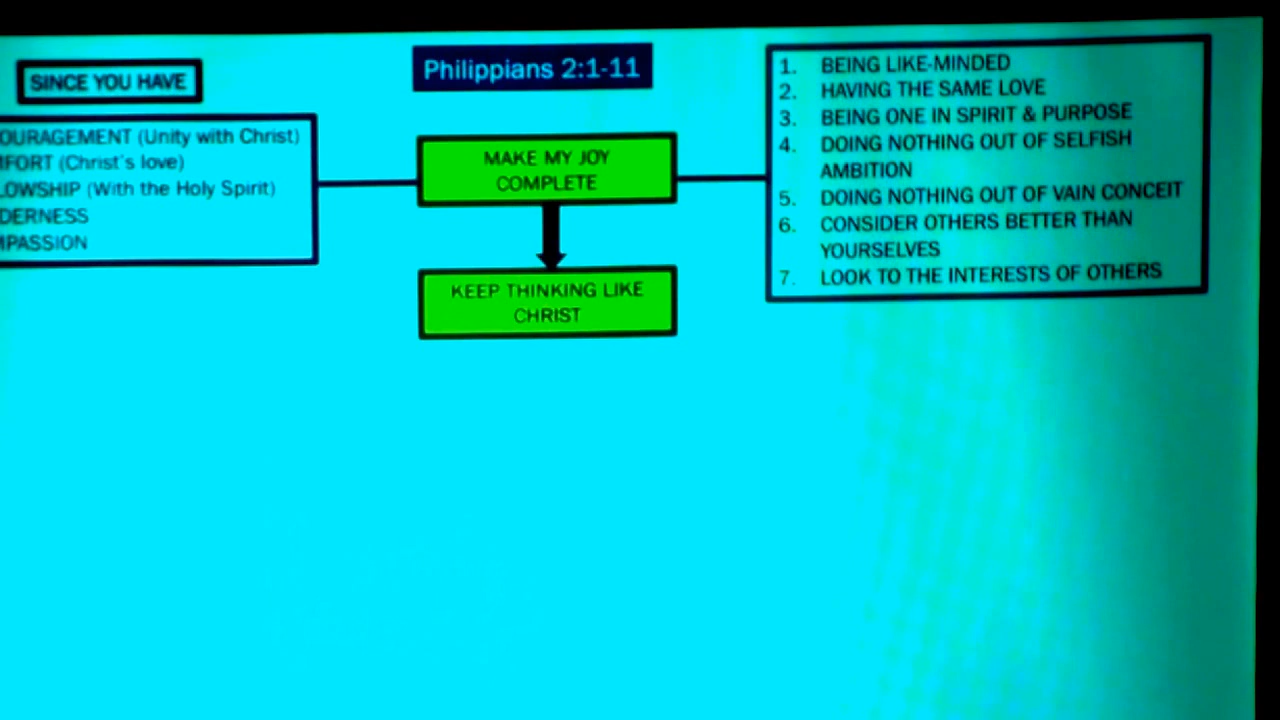 SINCE YOU HAVE
OURAGEMENT (Unity with Christ)
FORT (Christ's love)
LOWSHIP (With the Holy Spirit)
DERNESS
PASSION
Philippians 2:1-11
MAKE MY JOY
COMPLETE
KEEP THINKING LIKE
CHRIST
1. BEING LIKE-MINDED
2. HAVING THE SAME LOVE
3. BEING ONE IN SPIRIT & PURPOSE
4. DOING NOTHING OUT OF SELFISH
AMBITION
5. DOING NOTHING OUT OF VAIN CONCEIT
6. CONSIDER OTHERS BETTER THAN
YOURSELVES
7. LOOK TO THE INTERESTS OF OTHERS